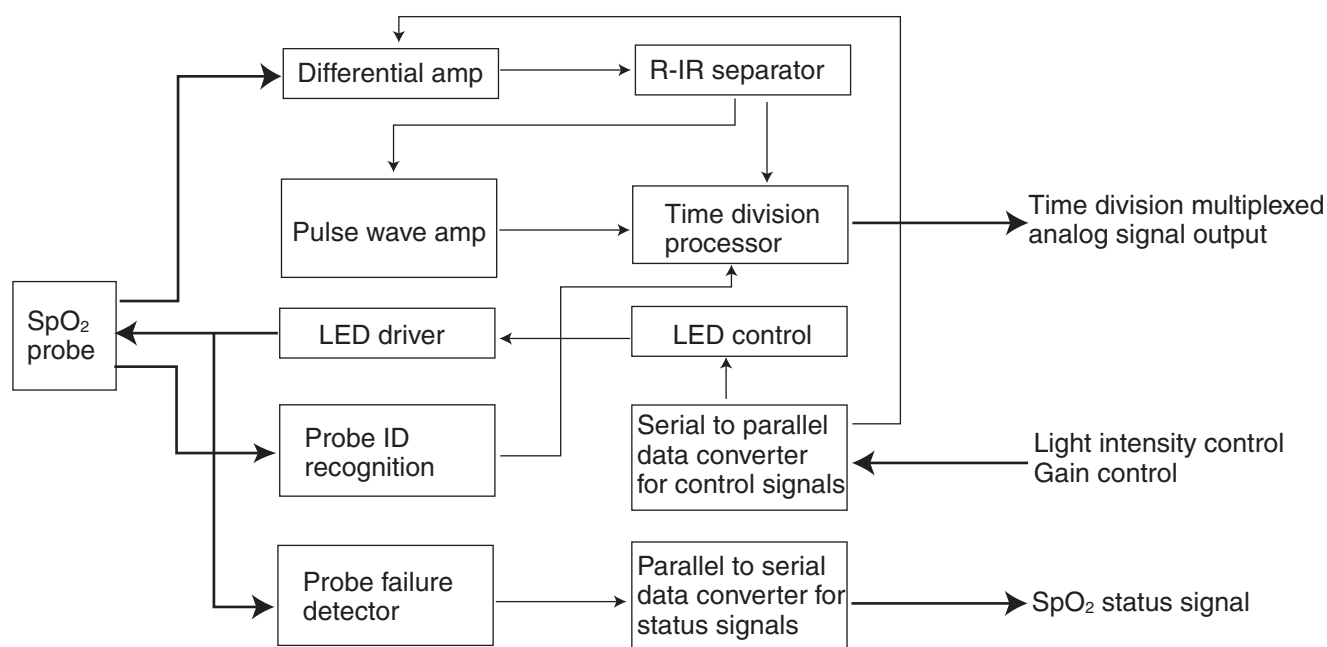 Differential amp
R-IR separator
Pulse wave amp
Time division
processor
Time division multiplexed
analog signal output
SpO₂
probe
LED driver
LED control
Probe ID
recognition
Serial to parallel
data converter
for control signals
Light intensity control
Gain control
Probe failure
detector
Parallel to serial
data converter for
status signals
SpO₂ status signal